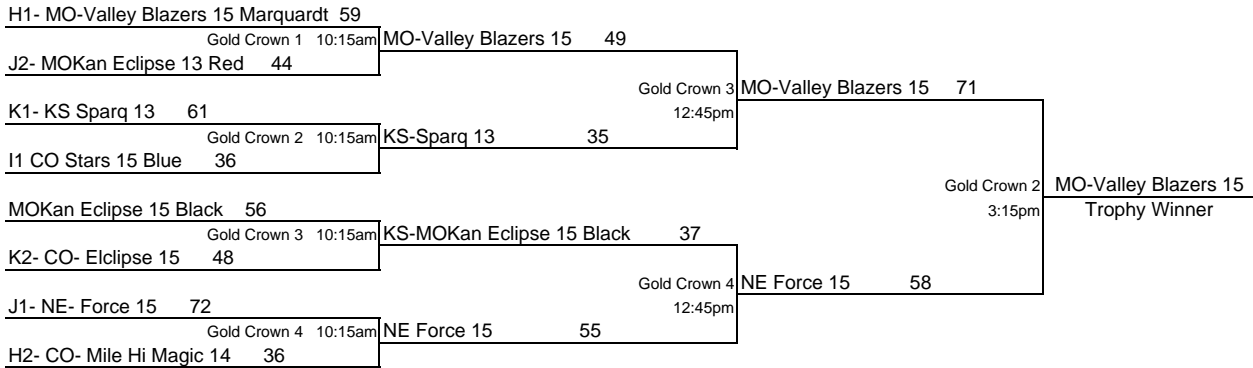 H1- MO-Valley Blazers 15 Marquardt 59
Gold Crown 1 10:15am MO-Valley Blazers 15 49
J2- MOKan Eclipse 13 Red 44
Gold Crown 3 MO-Valley Blazers 15 71
K1- KS Sparq 13 61
12:45pm
Gold Crown 2 10:15am KS-Sparq 13 35
I1 CO Stars 15 Blue 36
Gold Crown 2 MO-Valley Blazers 15
MOKan Eclipse 15 Black 56
3:15pm Trophy Winner
Gold Crown 3 10:15am KS-MOKan Eclipse 15 Black 37
K2- CO- Elclipse 15 48
Gold Crown 4 NE Force 15 58
J1- NE- Force 15 72
12:45pm
Gold Crown 4 10:15am NE Force 15 55
H2- CO- Mile Hi Magic 14 36